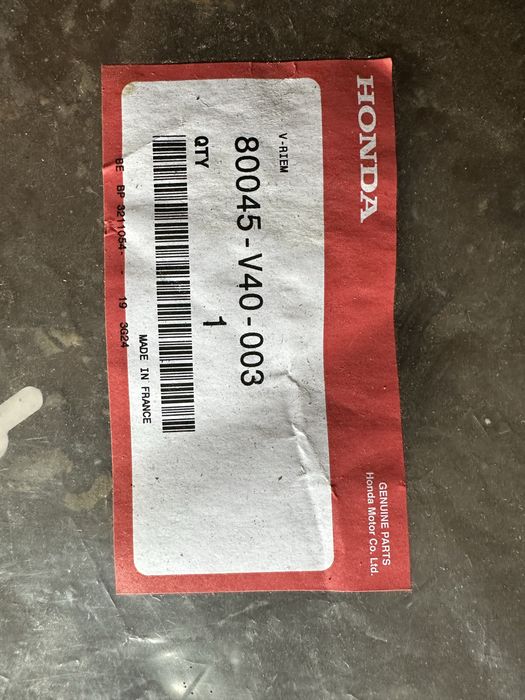 HONDA
V-RIEM
80045-V40-003
QTY 1
MADE IN FRANCE
BE BP 3211054- - 19 3G24
GENUINE PARTS
Honda Motor Co. Ltd.